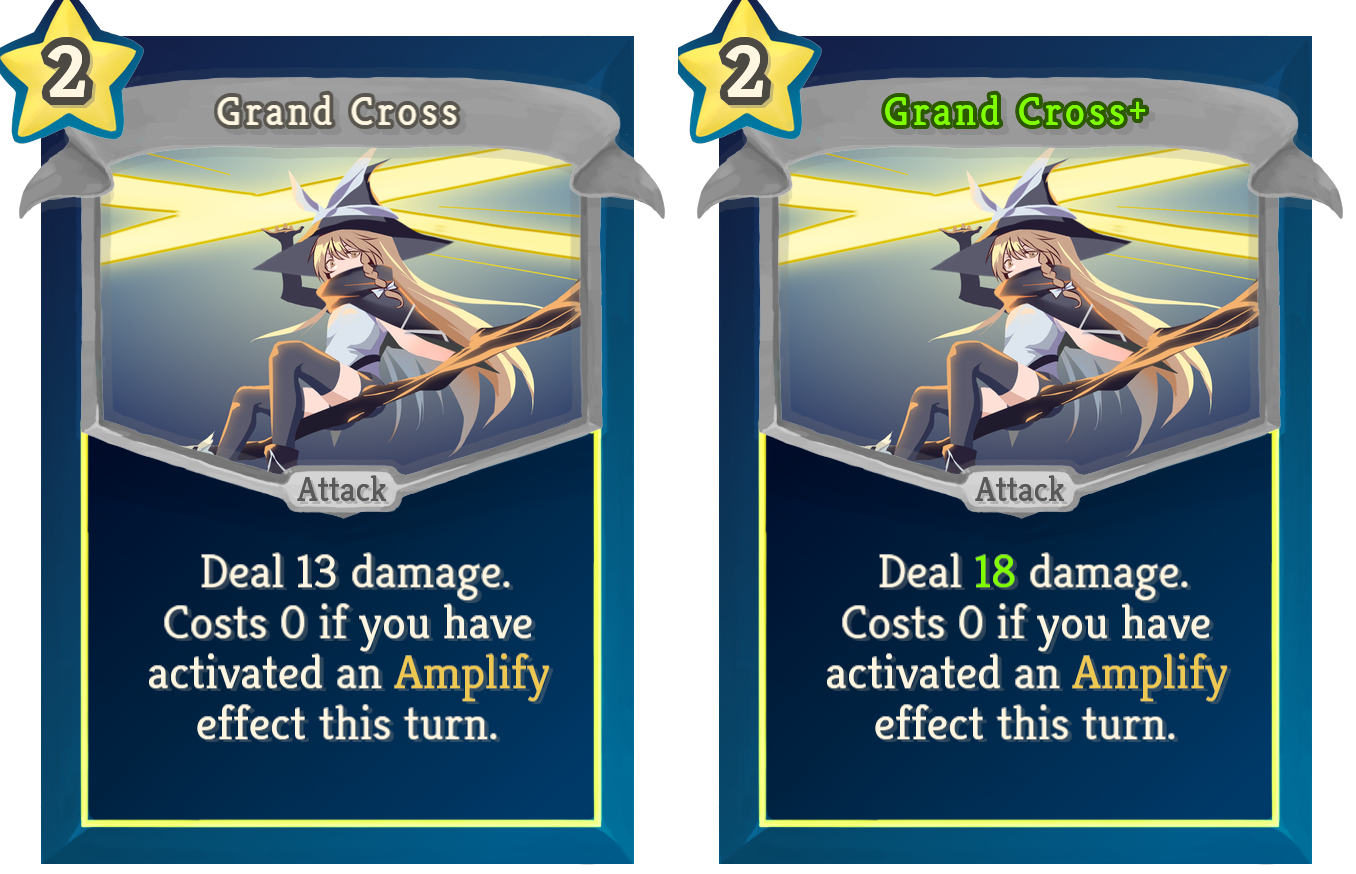 2
Grand Cross
Attack
Deal 13 damage.
Costs 0 if you have
activated an Amplify
effect this turn.
2
Grand Cross+
Attack
Deal 18 damage.
Costs 0 if you have
activated an Amplify
effect this turn.